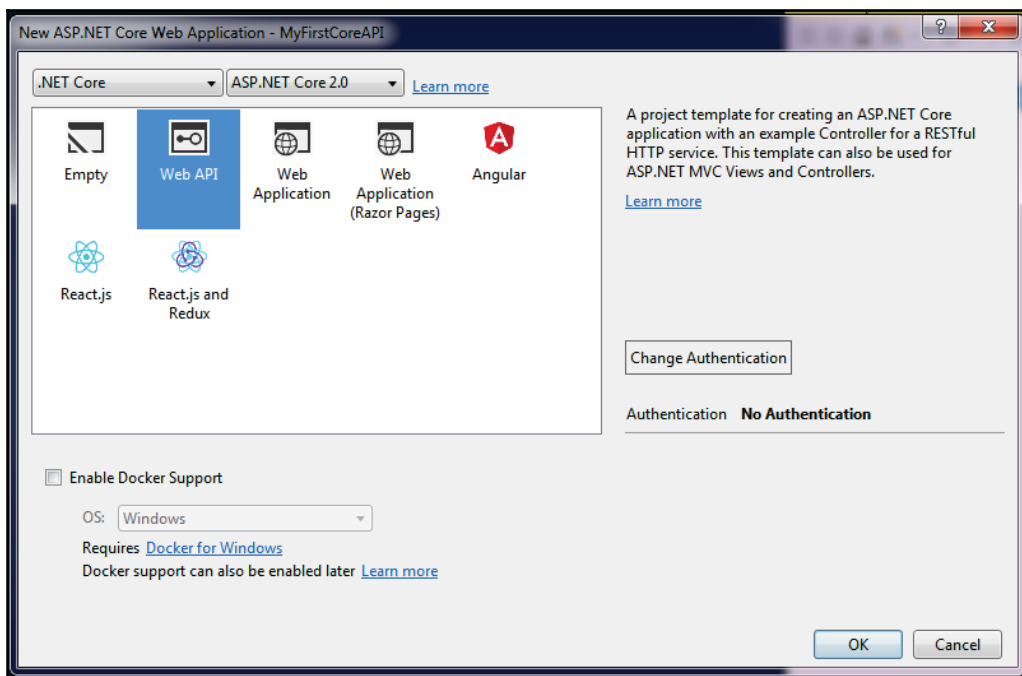 New ASP.NET Core Web Application - MyFirstCoreAPI
.NET Core
ASP.NET Core 2.0
Learn more
Empty
Web API
Web
Application
Web
Application
(Razor Pages)
Angular
React.js
React.js and
Redux
A project template for creating an ASP.NET Core
application with an example Controller for a RESTful
HTTP service. This template can also be used for
ASP.NET MVC Views and Controllers.
Learn more
Change Authentication
Authentication No Authentication
Enable Docker Support
OS: Windows
Requires Docker for Windows
Docker support can also be enabled later Learn more
OK
Cancel